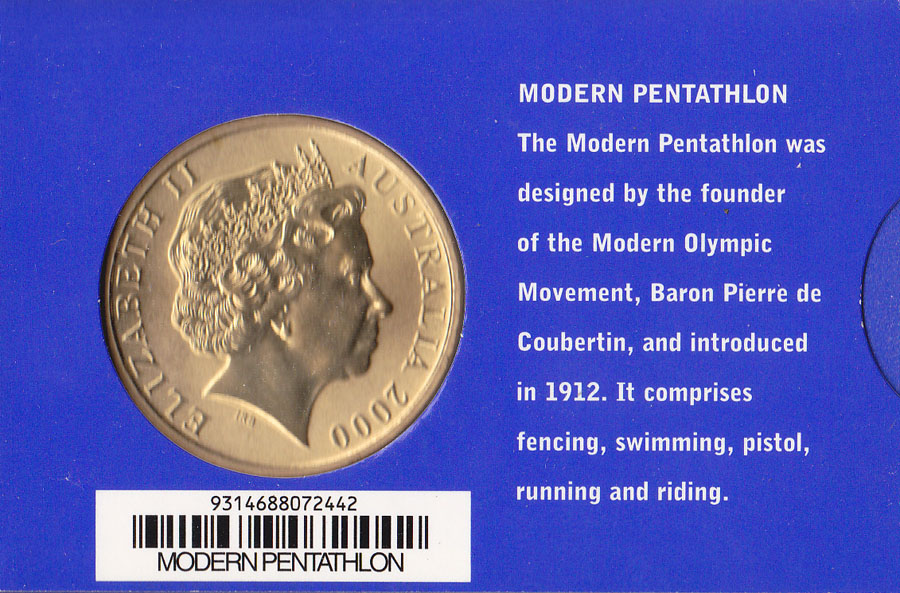 ELIZABETH II
AUSTRALIA 2000
IRB
9314688072442
MODERN PENTATHLON
MODERN PENTATHLON
The Modern Pentathlon was
designed by the founder
of the Modern Olympic
Movement, Baron Pierre de
Coubertin, and introduced
in 1912. It comprises
fencing, swimming, pistol,
running and riding.